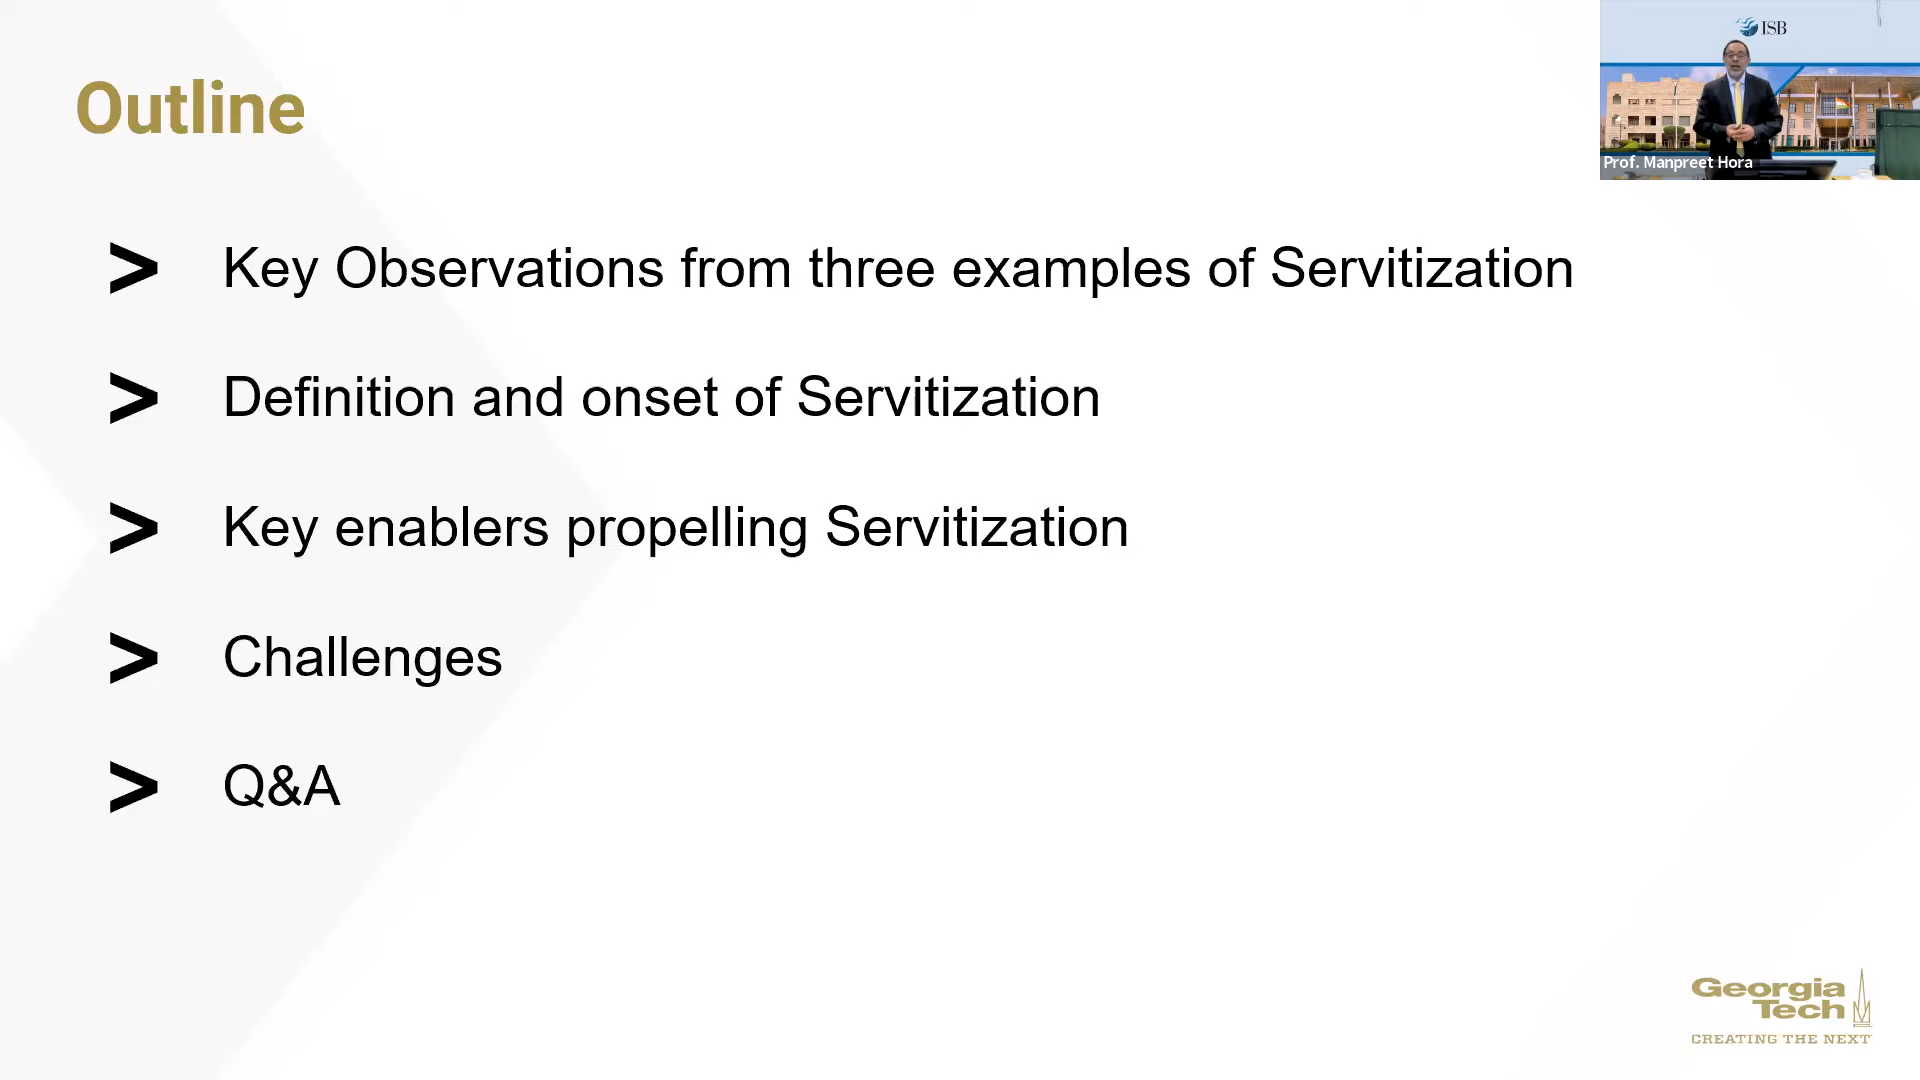 ISB
Outline
Prof. Manpreet Hora
> Key Observations from three examples of Servitization
> Definition and onset of Servitization
> Key enablers propelling Servitization
> Challenges
> Q&A
Georgia
Tech
CREATING THE NEXT